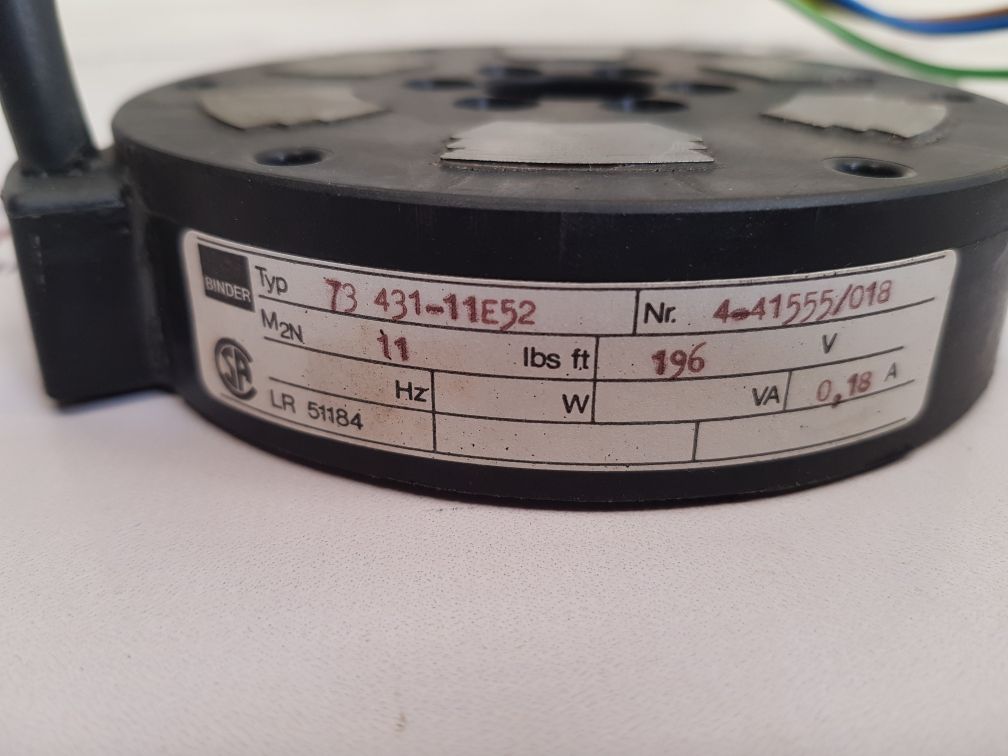 BINDER Typ 73 431-11E52 Nr. 4-41555/018
M2N 11 lbs ft 196 V
SA Hz W VA 0,18 A
LR 51184